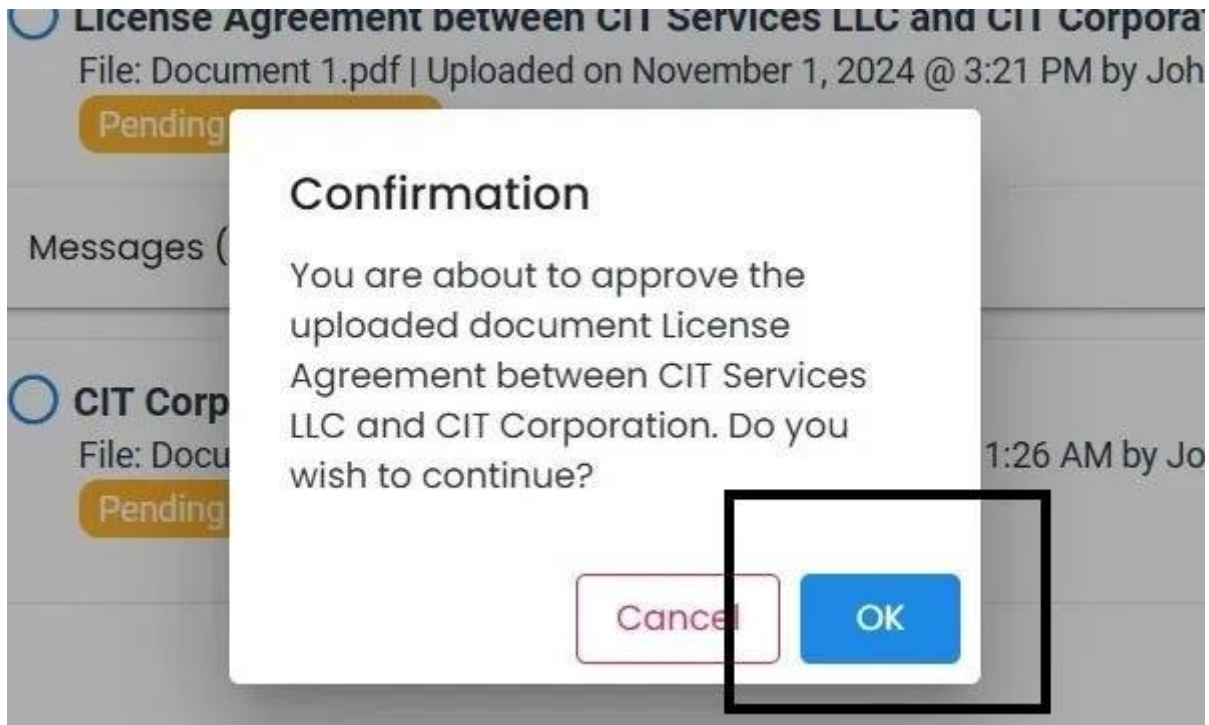 License Agreement between CIT Services LLC and CIT Corpora
File: Document 1.pdf | Uploaded on November 1, 2024 @ 3:21 PM by Joh
Pending
Confirmation
Messages (
You are about to approve the
uploaded document License
Agreement between CIT Services
LLC and CIT Corporation. Do you
wish to continue?
CIT Corp
File: Docu 1:26 AM by Jo
Pending
Cancel OK